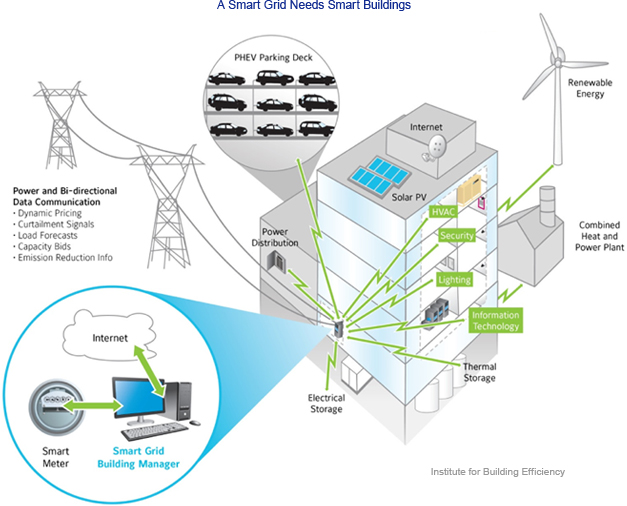 A Smart Grid Needs Smart Buildings
PHEV Parking Deck
Renewable
Energy
Internet
Power and Bi-directional
Data Communication
· Dynamic Pricing
· Curtailment Signals
· Load Forecasts
· Capacity Bids
· Emission Reduction Info
Solar PV
HVAC
Power
Distribution
Security
Combined
Heat and
Power Plant
Lighting
Information
Technology
Internet
Thermal
Storage
Electrical
Storage
Smart
Meter
Smart Grid
Building Manager
Institute for Building Efficiency